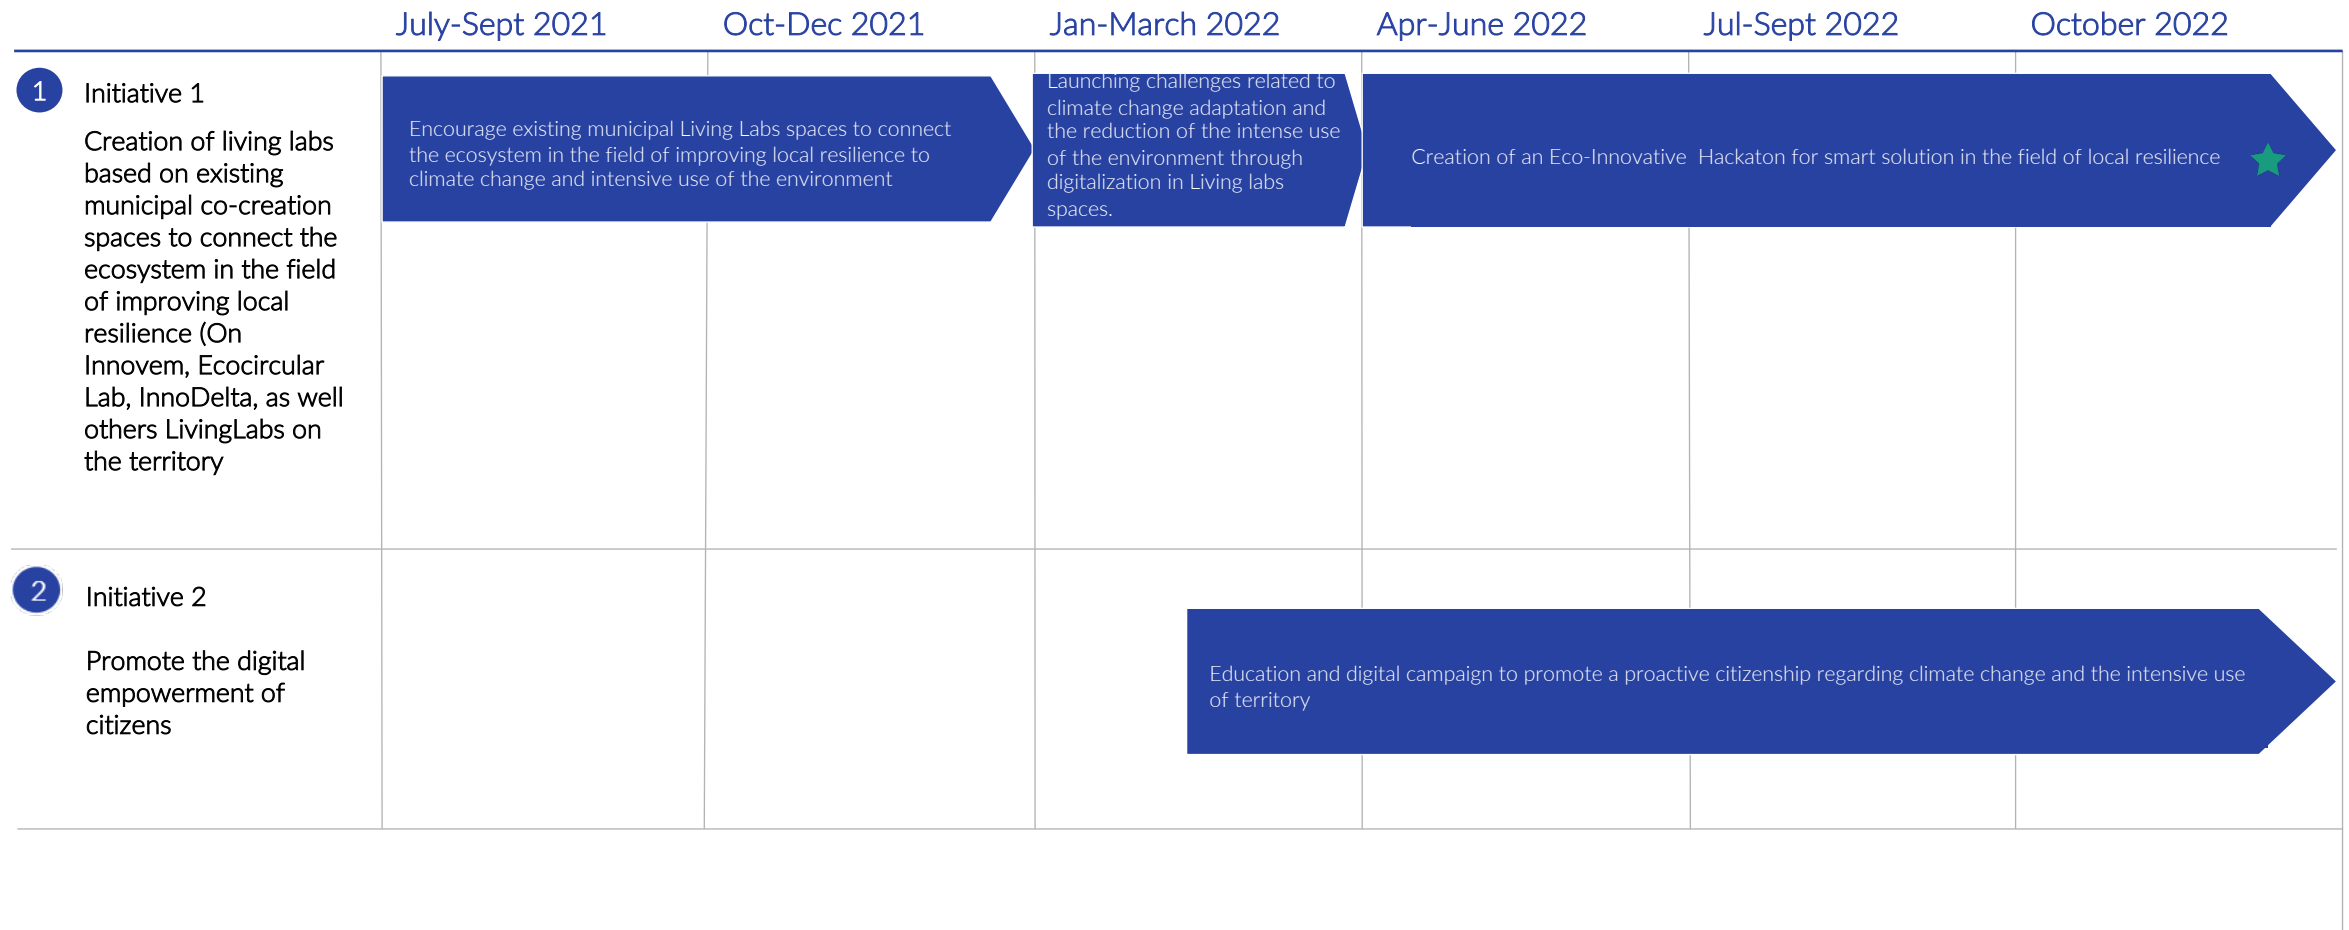 July-Sept 2021
Oct-Dec 2021
Jan-March 2022
Apr-June 2022
Jul-Sept 2022
October 2022
1
Initiative 1
Creation of living labs
based on existing
municipal co-creation
spaces to connect the
ecosystem in the field
of improving local
resilience (On
Innovem, Ecocircular
Lab, InnoDelta, as well
others LivingLabs on
the territory
Encourage existing municipal Living Labs spaces to connect
the ecosystem in the field of improving local resilience to
climate change and intensive use of the environment
Launching challenges related to
climate change adaptation and
the reduction of the intense use
of the environment through
digitalization in Living labs
spaces.
Creation of an Eco-Innovative  Hackaton for smart solution in the field of local resilience
2
Initiative 2
Promote the digital
empowerment of
citizens
Education and digital campaign to promote a proactive citizenship regarding climate change and the intensive use
of territory